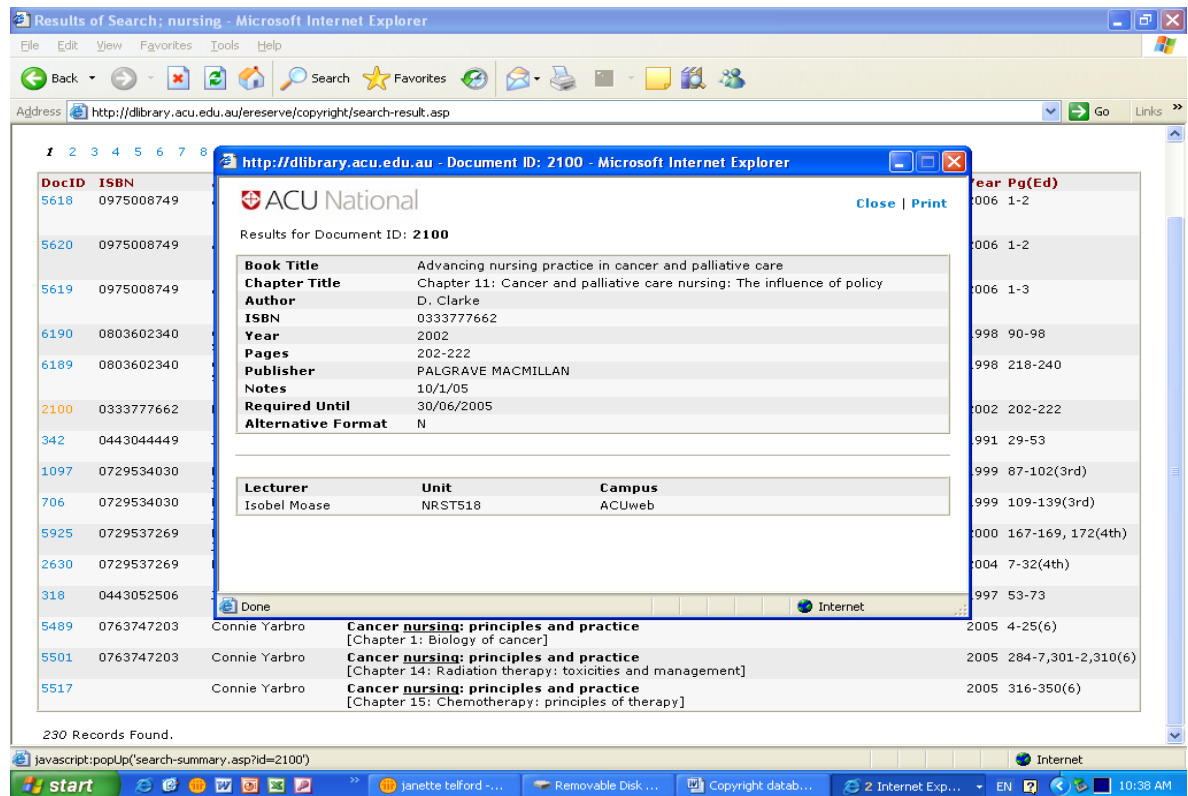 Results of Search; nursing - Microsoft Internet Explorer
File Edit View Favorites Tools Help
Back Search Favorites
Address http://dlibrary.acu.edu.au/ereserve/copyright/search-result.asp Go Links »
1 2 3 4 5 6 7 8
http://dlibrary.acu.edu.au - Document ID: 2100 - Microsoft Internet Explorer
ACU National
Close | Print
Results for Document ID: 2100
Book Title Advancing nursing practice in cancer and palliative care
Chapter Title Chapter 11: Cancer and palliative care nursing: The influence of policy
Author D. Clarke
ISBN 0333777662
Year 2002
Pages 202-222
Publisher PALGRAVE MACMILLAN
Notes 10/1/05
Required Until 30/06/2005
Alternative Format N
Lecturer Unit Campus
Isobel Moase NRST518 ACUweb
Done Internet
DocID ISBN Pg(Ed)
5618 0975008749 2006 1-2
5620 0975008749 2006 1-2
5619 0975008749 2006 1-3
6190 0803602340 1998 90-98
6189 0803602340 1998 218-240
2100 0333777662 2002 202-222
342 0443044449 1991 29-53
1097 0729534030 1999 87-102(3rd)
706 0729534030 1999 109-139(3rd)
5925 0729537269 2000 167-169, 172(4th)
2630 0729537269 2004 7-32(4th)
318 0443052506 1997 53-73
5489 0763747203 Connie Yarbro Cancer nursing: principles and practice 2005 4-25(6)
[Chapter 1: Biology of cancer]
5501 0763747203 Connie Yarbro Cancer nursing: principles and practice 2005 284-7,301-2,310(6)
[Chapter 14: Radiation therapy: toxicities and management]
5517 Connie Yarbro Cancer nursing: principles and practice 2005 316-350(6)
[Chapter 15: Chemotherapy: principles of therapy]
230 Records Found.
javascript:popUp('search-summary.asp?id=2100') Internet
start » janette telford -... Removable Disk ... Copyright datab... 2 Internet Exp... EN 10:38 AM